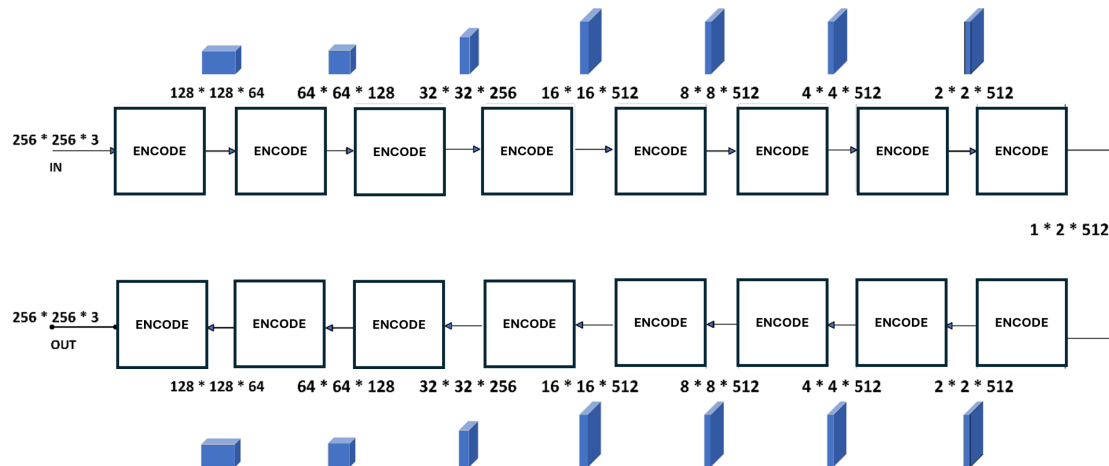 128 * 128 * 64 64 * 64 * 128 32 * 32 * 256 16 * 16 * 512 8 * 8 * 512 4 * 4 * 512 2 * 2 * 512
256 * 256 * 3
IN
ENCODE ENCODE ENCODE ENCODE ENCODE ENCODE ENCODE ENCODE
1 * 2 * 512
256 * 256 * 3
OUT
ENCODE ENCODE ENCODE ENCODE ENCODE ENCODE ENCODE ENCODE
128 * 128 * 64 64 * 64 * 128 32 * 32 * 256 16 * 16 * 512 8 * 8 * 512 4 * 4 * 512 2 * 2 * 512